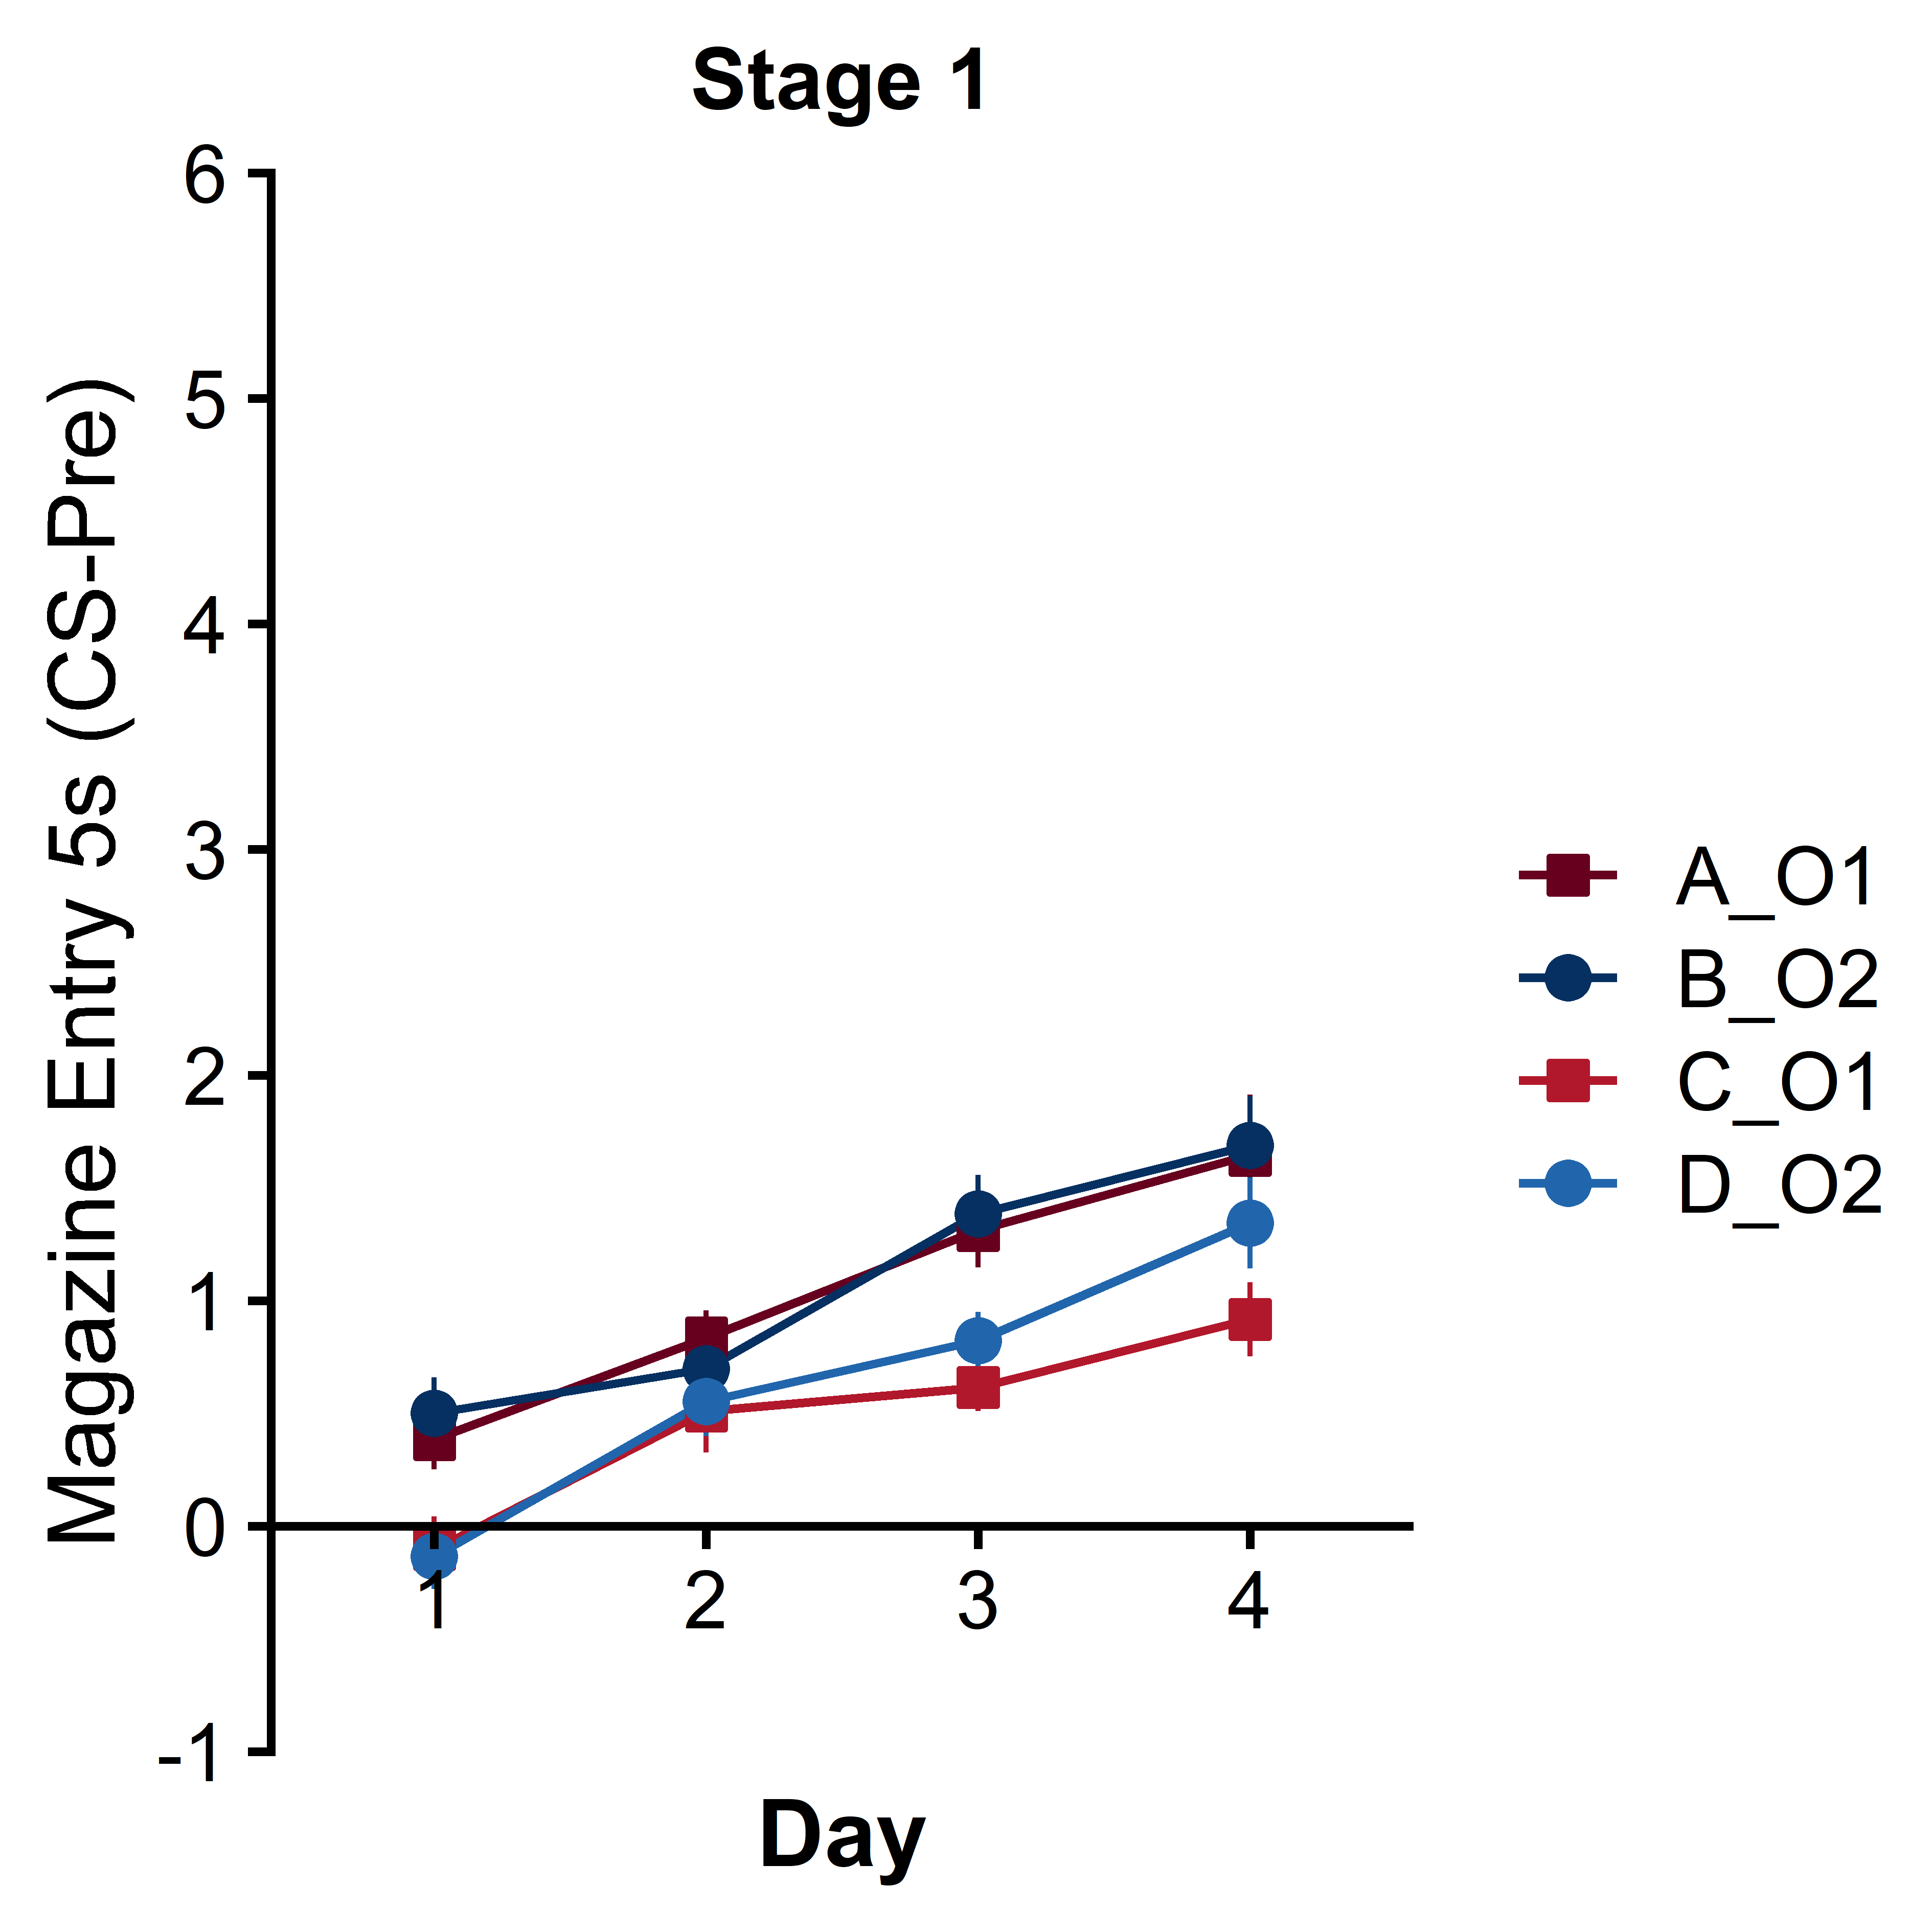 Stage 1
Magazine Entry 5s (CS-Pre)
6
5
4
3
2
1
0
-1
1 2 3 4
Day
A_O1
B_O2
C_O1
D_O2